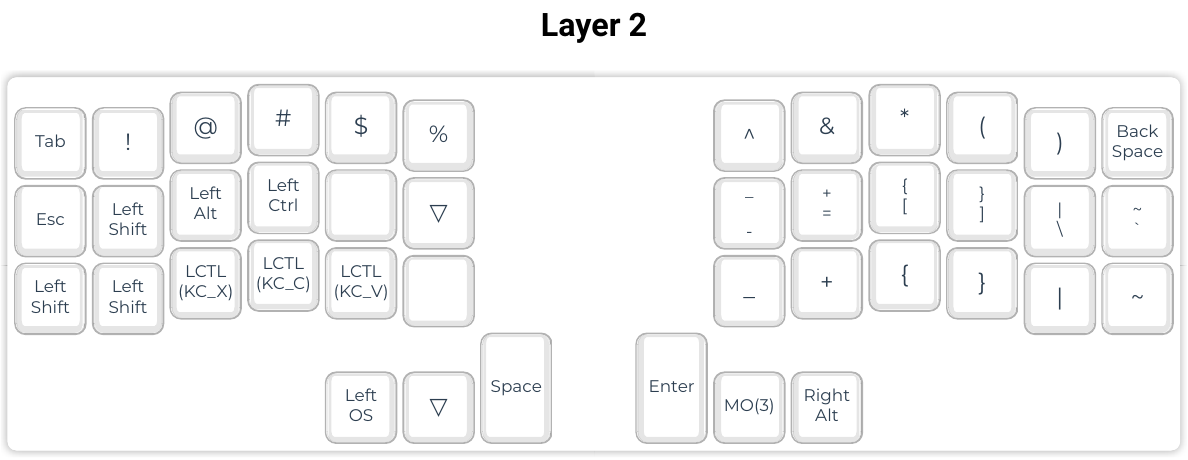 Layer 2
Tab ! @ # $ % ^ & * ( ) Back Space
Esc Left Shift Left Alt Left Ctrl ▽ _ - + = { [ } ] | \ ~ `
Left Shift Left Shift LCTL (KC_X) LCTL (KC_C) LCTL (KC_V) _ + { } | ~
Left OS ▽ Space Enter MO(3) Right Alt